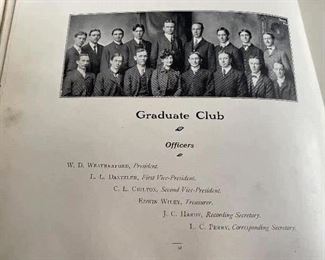 Graduate Club
Officers
W. D. WEATHERFORD, President.
L. L. DANTZLER, First Vice-President.
C. L. CHILTON, Second Vice-President.
EDWIN WILEY, Treasurer.
J. C. HARDY, Recording Secretary.
L. C. PERRY, Corresponding Secretary.